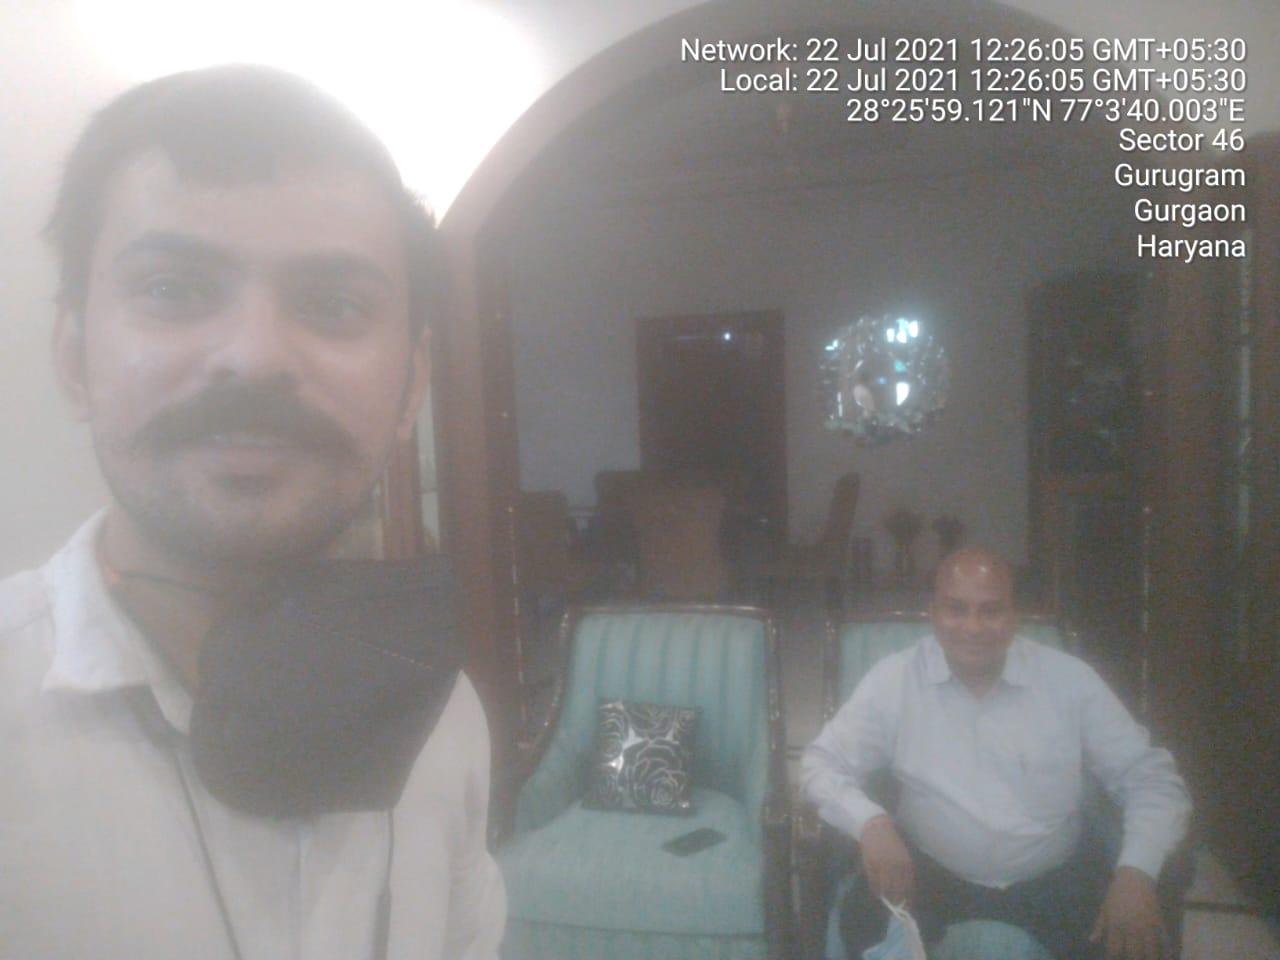 Network: 22 Jul 2021 12:26:05 GMT+05:30
Local: 22 Jul 2021 12:26:05 GMT+05:30
28°25'59.121"N 77°3'40.003"E
Sector 46
Gurugram
Gurgaon
Haryana